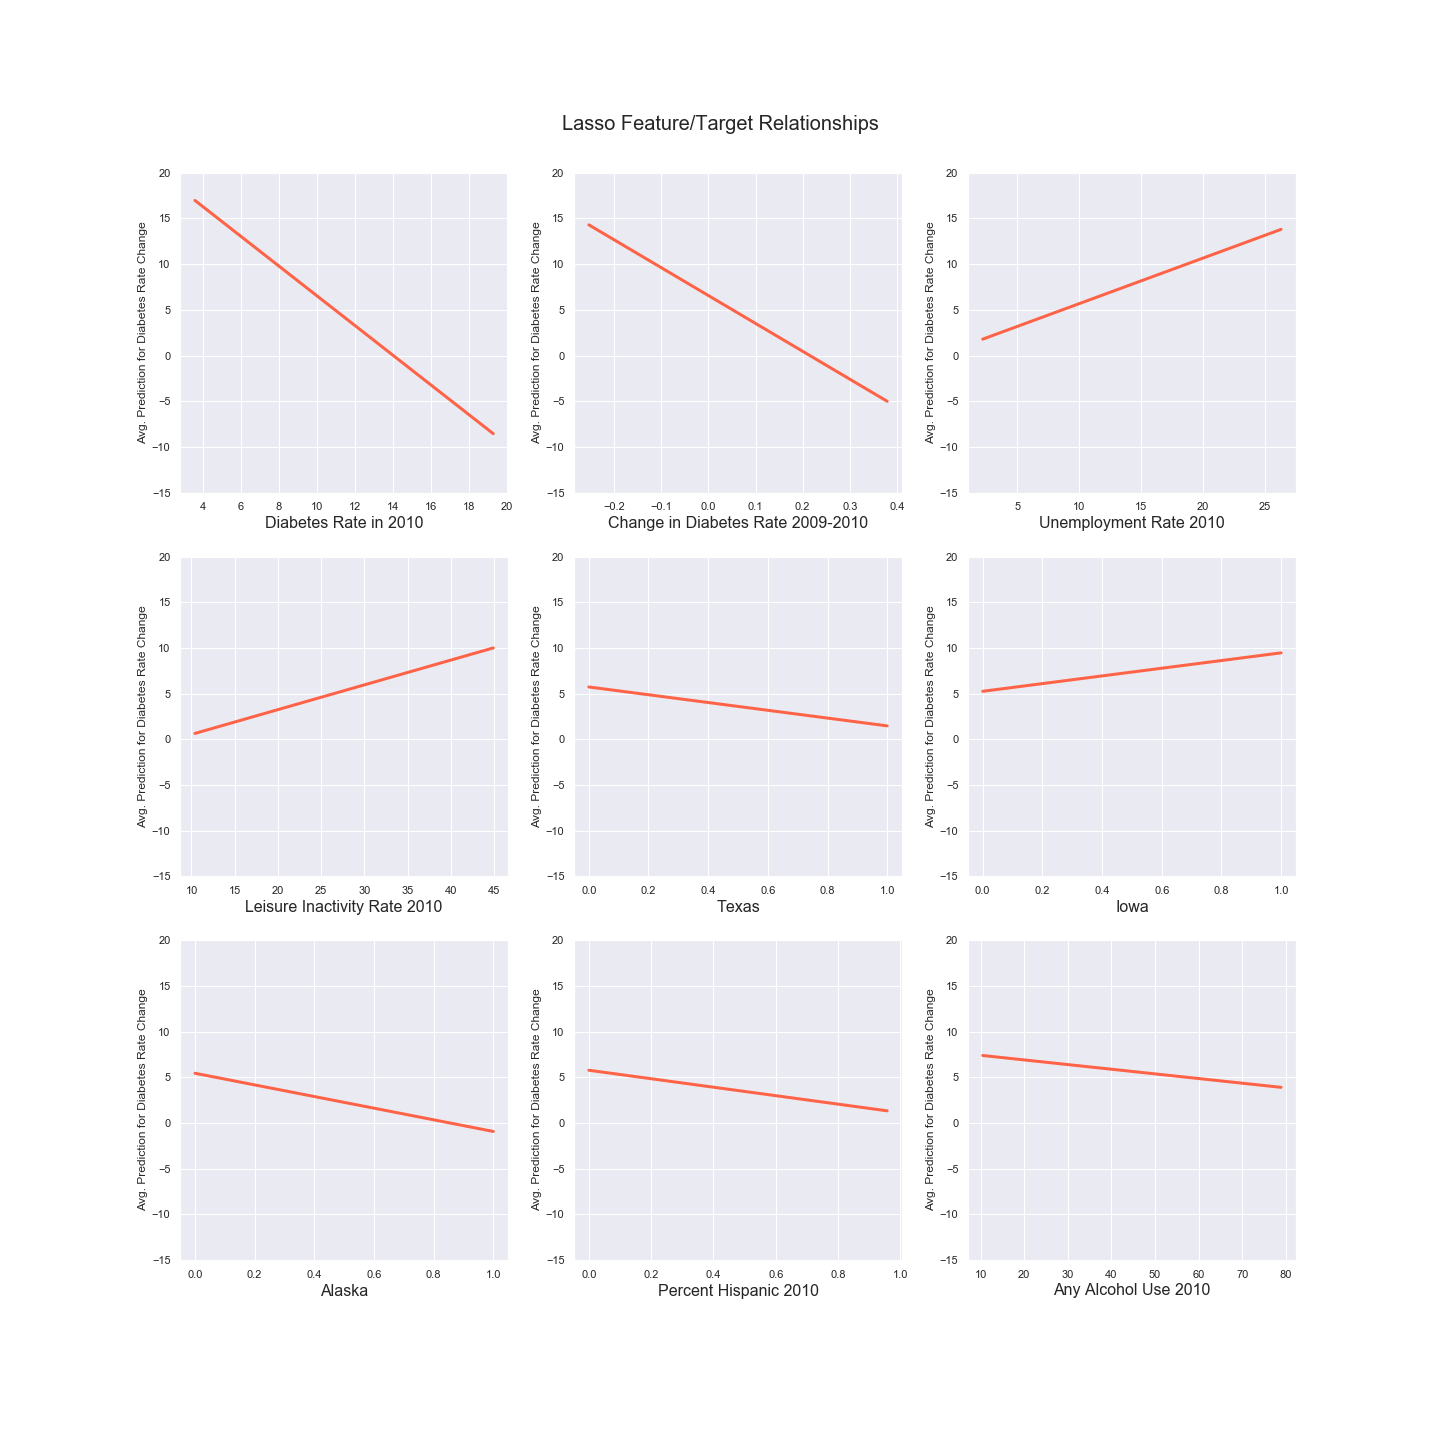 Lasso Feature/Target Relationships
20
15
10
5
0
−5
−10
−15
Avg. Prediction for Diabetes Rate Change
4 6 8 10 12 14 16 18 20
Diabetes Rate in 2010
20
15
10
5
0
−5
−10
−15
Avg. Prediction for Diabetes Rate Change
−0.2 −0.1 0.0 0.1 0.2 0.3 0.4
Change in Diabetes Rate 2009-2010
20
15
10
5
0
−5
−10
−15
Avg. Prediction for Diabetes Rate Change
5 10 15 20 25
Unemployment Rate 2010
20
15
10
5
0
−5
−10
−15
Avg. Prediction for Diabetes Rate Change
10 15 20 25 30 35 40 45
Leisure Inactivity Rate 2010
20
15
10
5
0
−5
−10
−15
Avg. Prediction for Diabetes Rate Change
0.0 0.2 0.4 0.6 0.8 1.0
Texas
20
15
10
5
0
−5
−10
−15
Avg. Prediction for Diabetes Rate Change
0.0 0.2 0.4 0.6 0.8 1.0
Iowa
20
15
10
5
0
−5
−10
−15
Avg. Prediction for Diabetes Rate Change
0.0 0.2 0.4 0.6 0.8 1.0
Alaska
20
15
10
5
0
−5
−10
−15
Avg. Prediction for Diabetes Rate Change
0.0 0.2 0.4 0.6 0.8 1.0
Percent Hispanic 2010
20
15
10
5
0
−5
−10
−15
Avg. Prediction for Diabetes Rate Change
10 20 30 40 50 60 70 80
Any Alcohol Use 2010